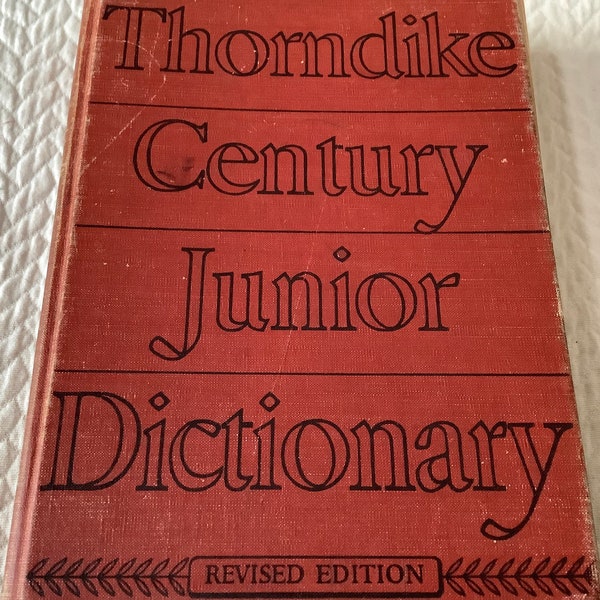 Thorndike
Century
Junior
Dictionary
REVISED EDITION